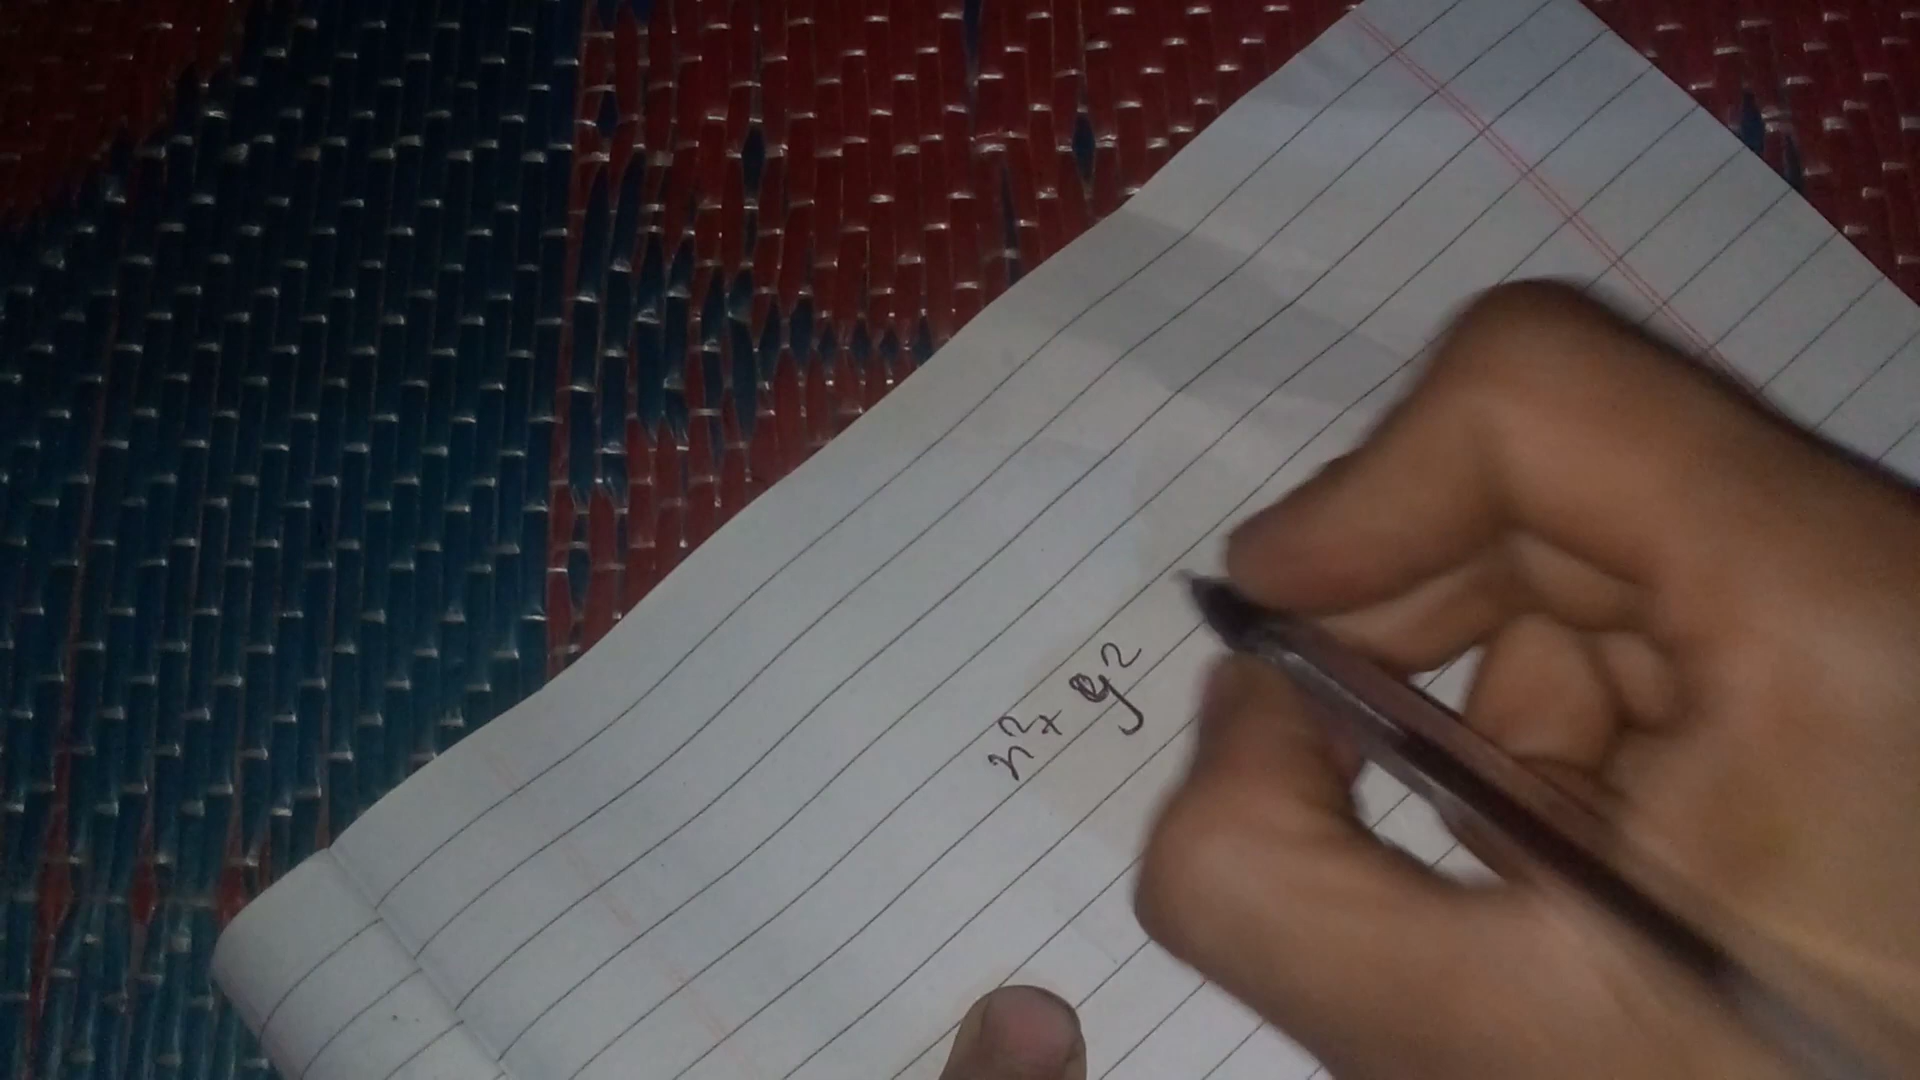 x² + y²